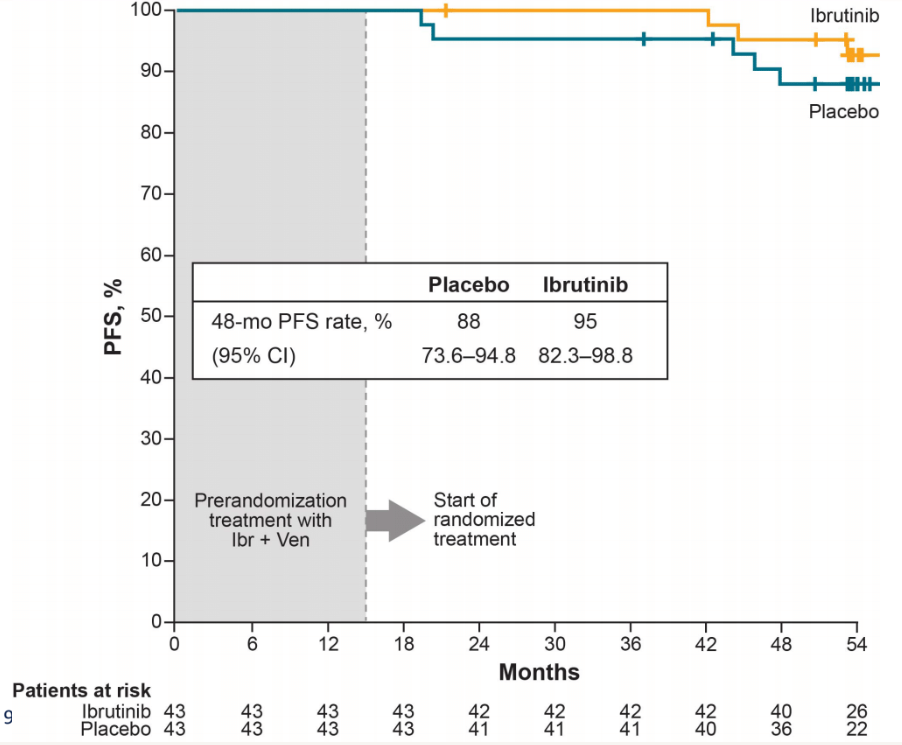 100
Ibrutinib
90
Placebo
80
70
60
Placebo Ibrutinib
48-mo PFS rate, % 88 95
(95% CI) 73.6–94.8 82.3–98.8
50
40
30
20
10
0
PFS, %
Prerandomization
treatment with
Ibr + Ven
Start of
randomized
treatment
0 6 12 18 24 30 36 42 48 54
Months
Patients at risk
Ibrutinib 43 43 43 43 42 42 42 42 40 26
Placebo 43 43 43 43 41 41 41 40 36 22
9